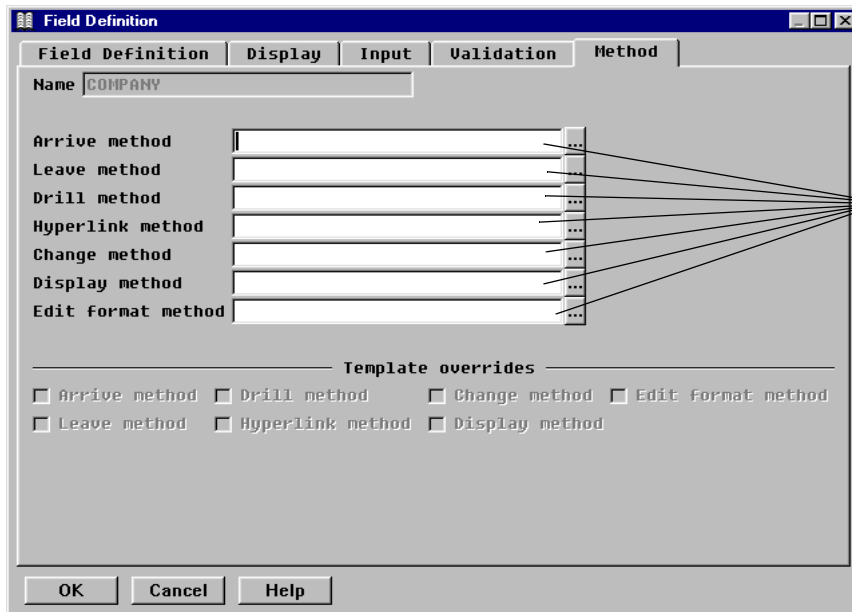 Field Definition
Field Definition Display Input Validation Method
Name COMPANY
Arrive method ...
Leave method ...
Drill method ...
Hyperlink method ...
Change method ...
Display method ...
Edit format method ...
Template overrides
Arrive method Drill method Change method Edit format method
Leave method Hyperlink method Display method
OK Cancel Help